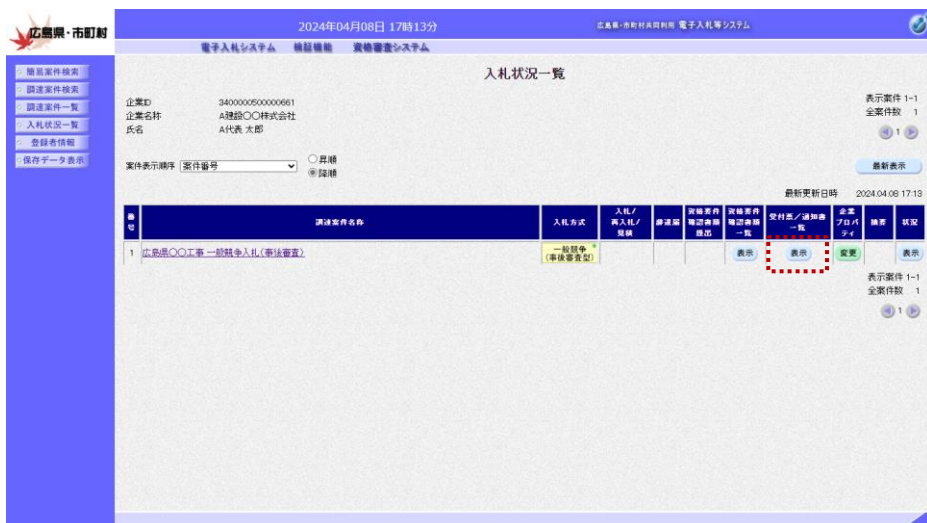 広島県・市町村
2024年04月08日 17時13分
広島県・市町村共同利用 電子入札等システム
電子入札システム 検証機能 資格審査システム
簡易案件検索
調達案件検索
調達案件一覧
入札状況一覧
登録者情報
保存データ表示
入札状況一覧
企業ID 3400000500000661
企業名称 A建設〇〇株式会社
氏名 A代表 太郎
表示案件 1-1
全案件数 1
1
案件表示順序 案件番号
昇順
降順
最新表示
最新更新日時 2024.04.08 17:13
番号 調達案件名称 入札方式 入札/再入札/見積 辞退届 資格要件確認書類提出 資格要件確認書類一覧 受付票/通知書一覧 企業プロパティ 摘要 状況
1 広島県〇〇工事 一般競争入札(事後審査) 一般競争(事後審査型) 表示 表示 変更 表示
表示案件 1-1
全案件数 1
1